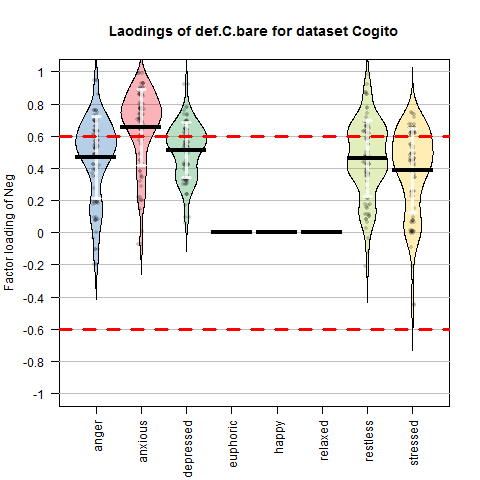 Laodings of def.C.bare for dataset Cogito
Factor loading of Neg
1
0.8
0.6
0.4
0.2
0
-0.2
-0.4
-0.6
-0.8
-1
anger
anxious
depressed
euphoric
happy
relaxed
restless
stressed